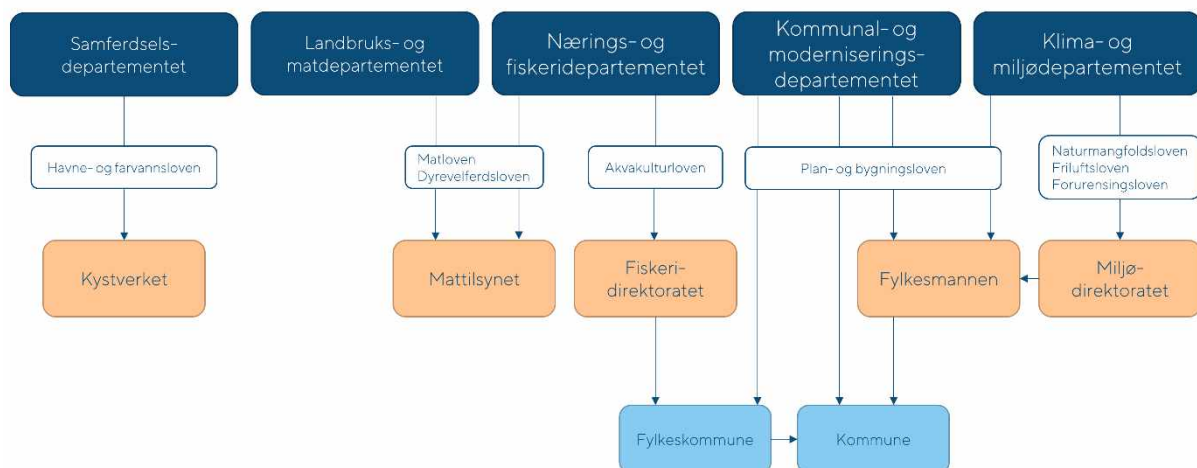 Samferdsels-
departementet
Landbruks- og
matdepartementet
Nærings- og
fiskeridepartementet
Kommunal- og
moderniserings-
departementet
Klima- og
miljødepartementet
Havne- og farvannsloven
Matloven
Dyrevelferdsloven
Akvakulturloven
Plan- og bygningsloven
Naturmangfoldsloven
Friluftsloven
Forurensingsloven
Kystverket
Mattilsynet
Fiskeri-
direktoratet
Fylkesmannen
Miljø-
direktoratet
Fylkeskommune
Kommune